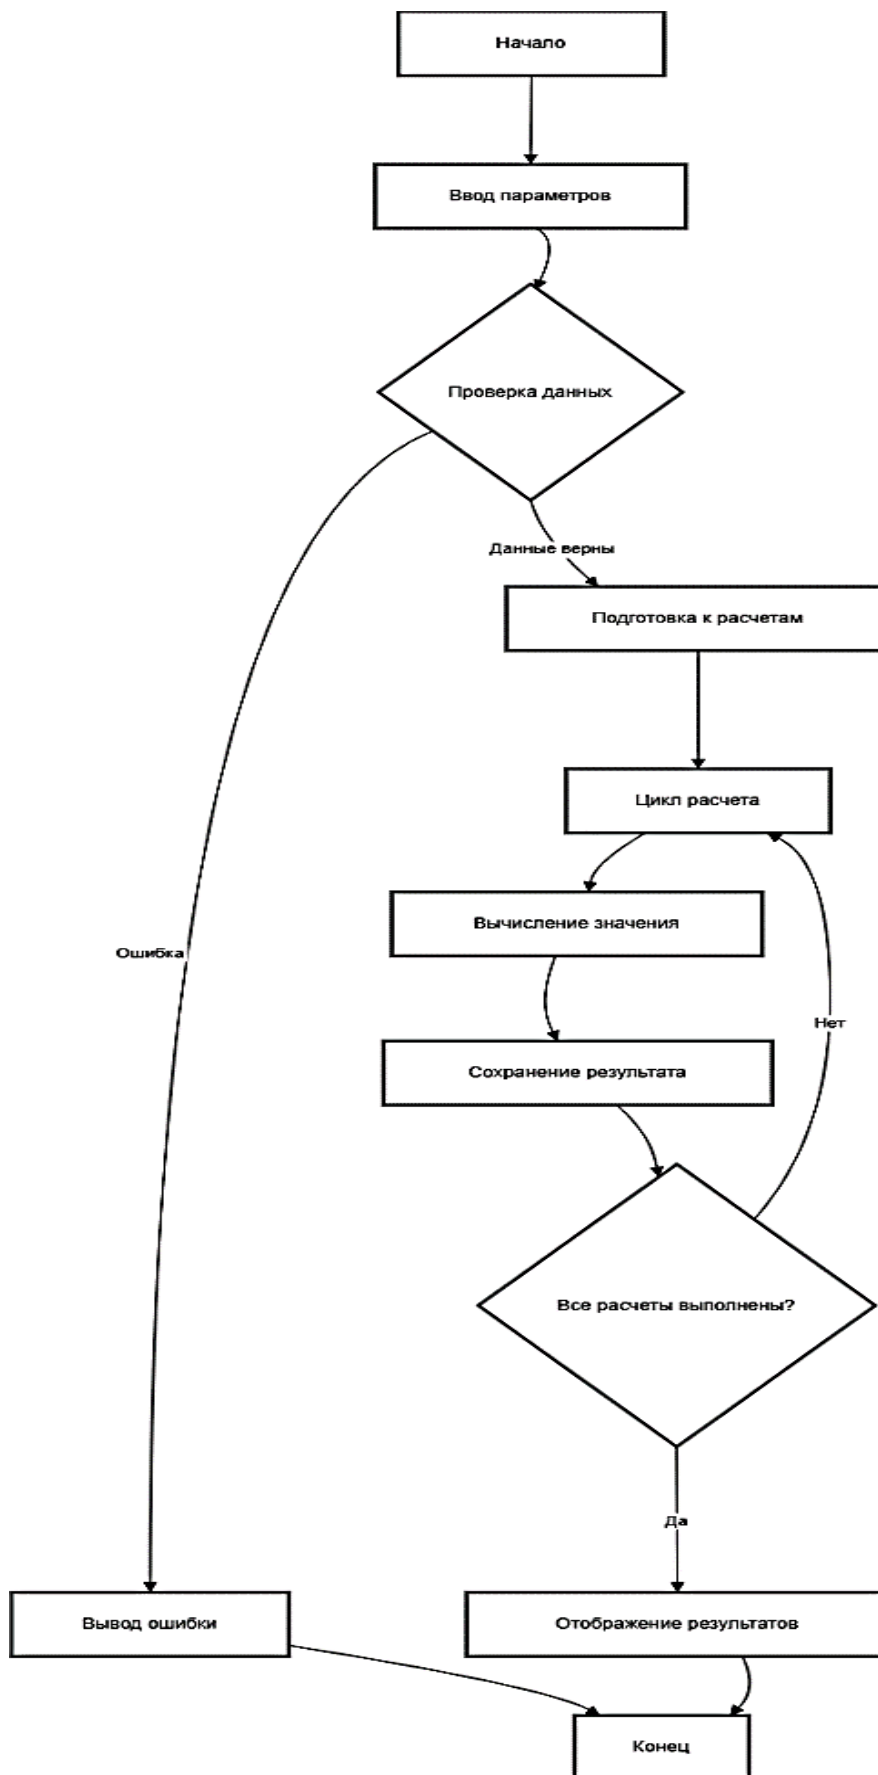 Начало
Ввод параметров
Проверка данных
Данные верны
Подготовка к расчетам
Цикл расчета
Вычисление значения
Ошибка
Нет
Сохранение результата
Все расчеты выполнены?
Да
Вывод ошибки
Отображение результатов
Конец